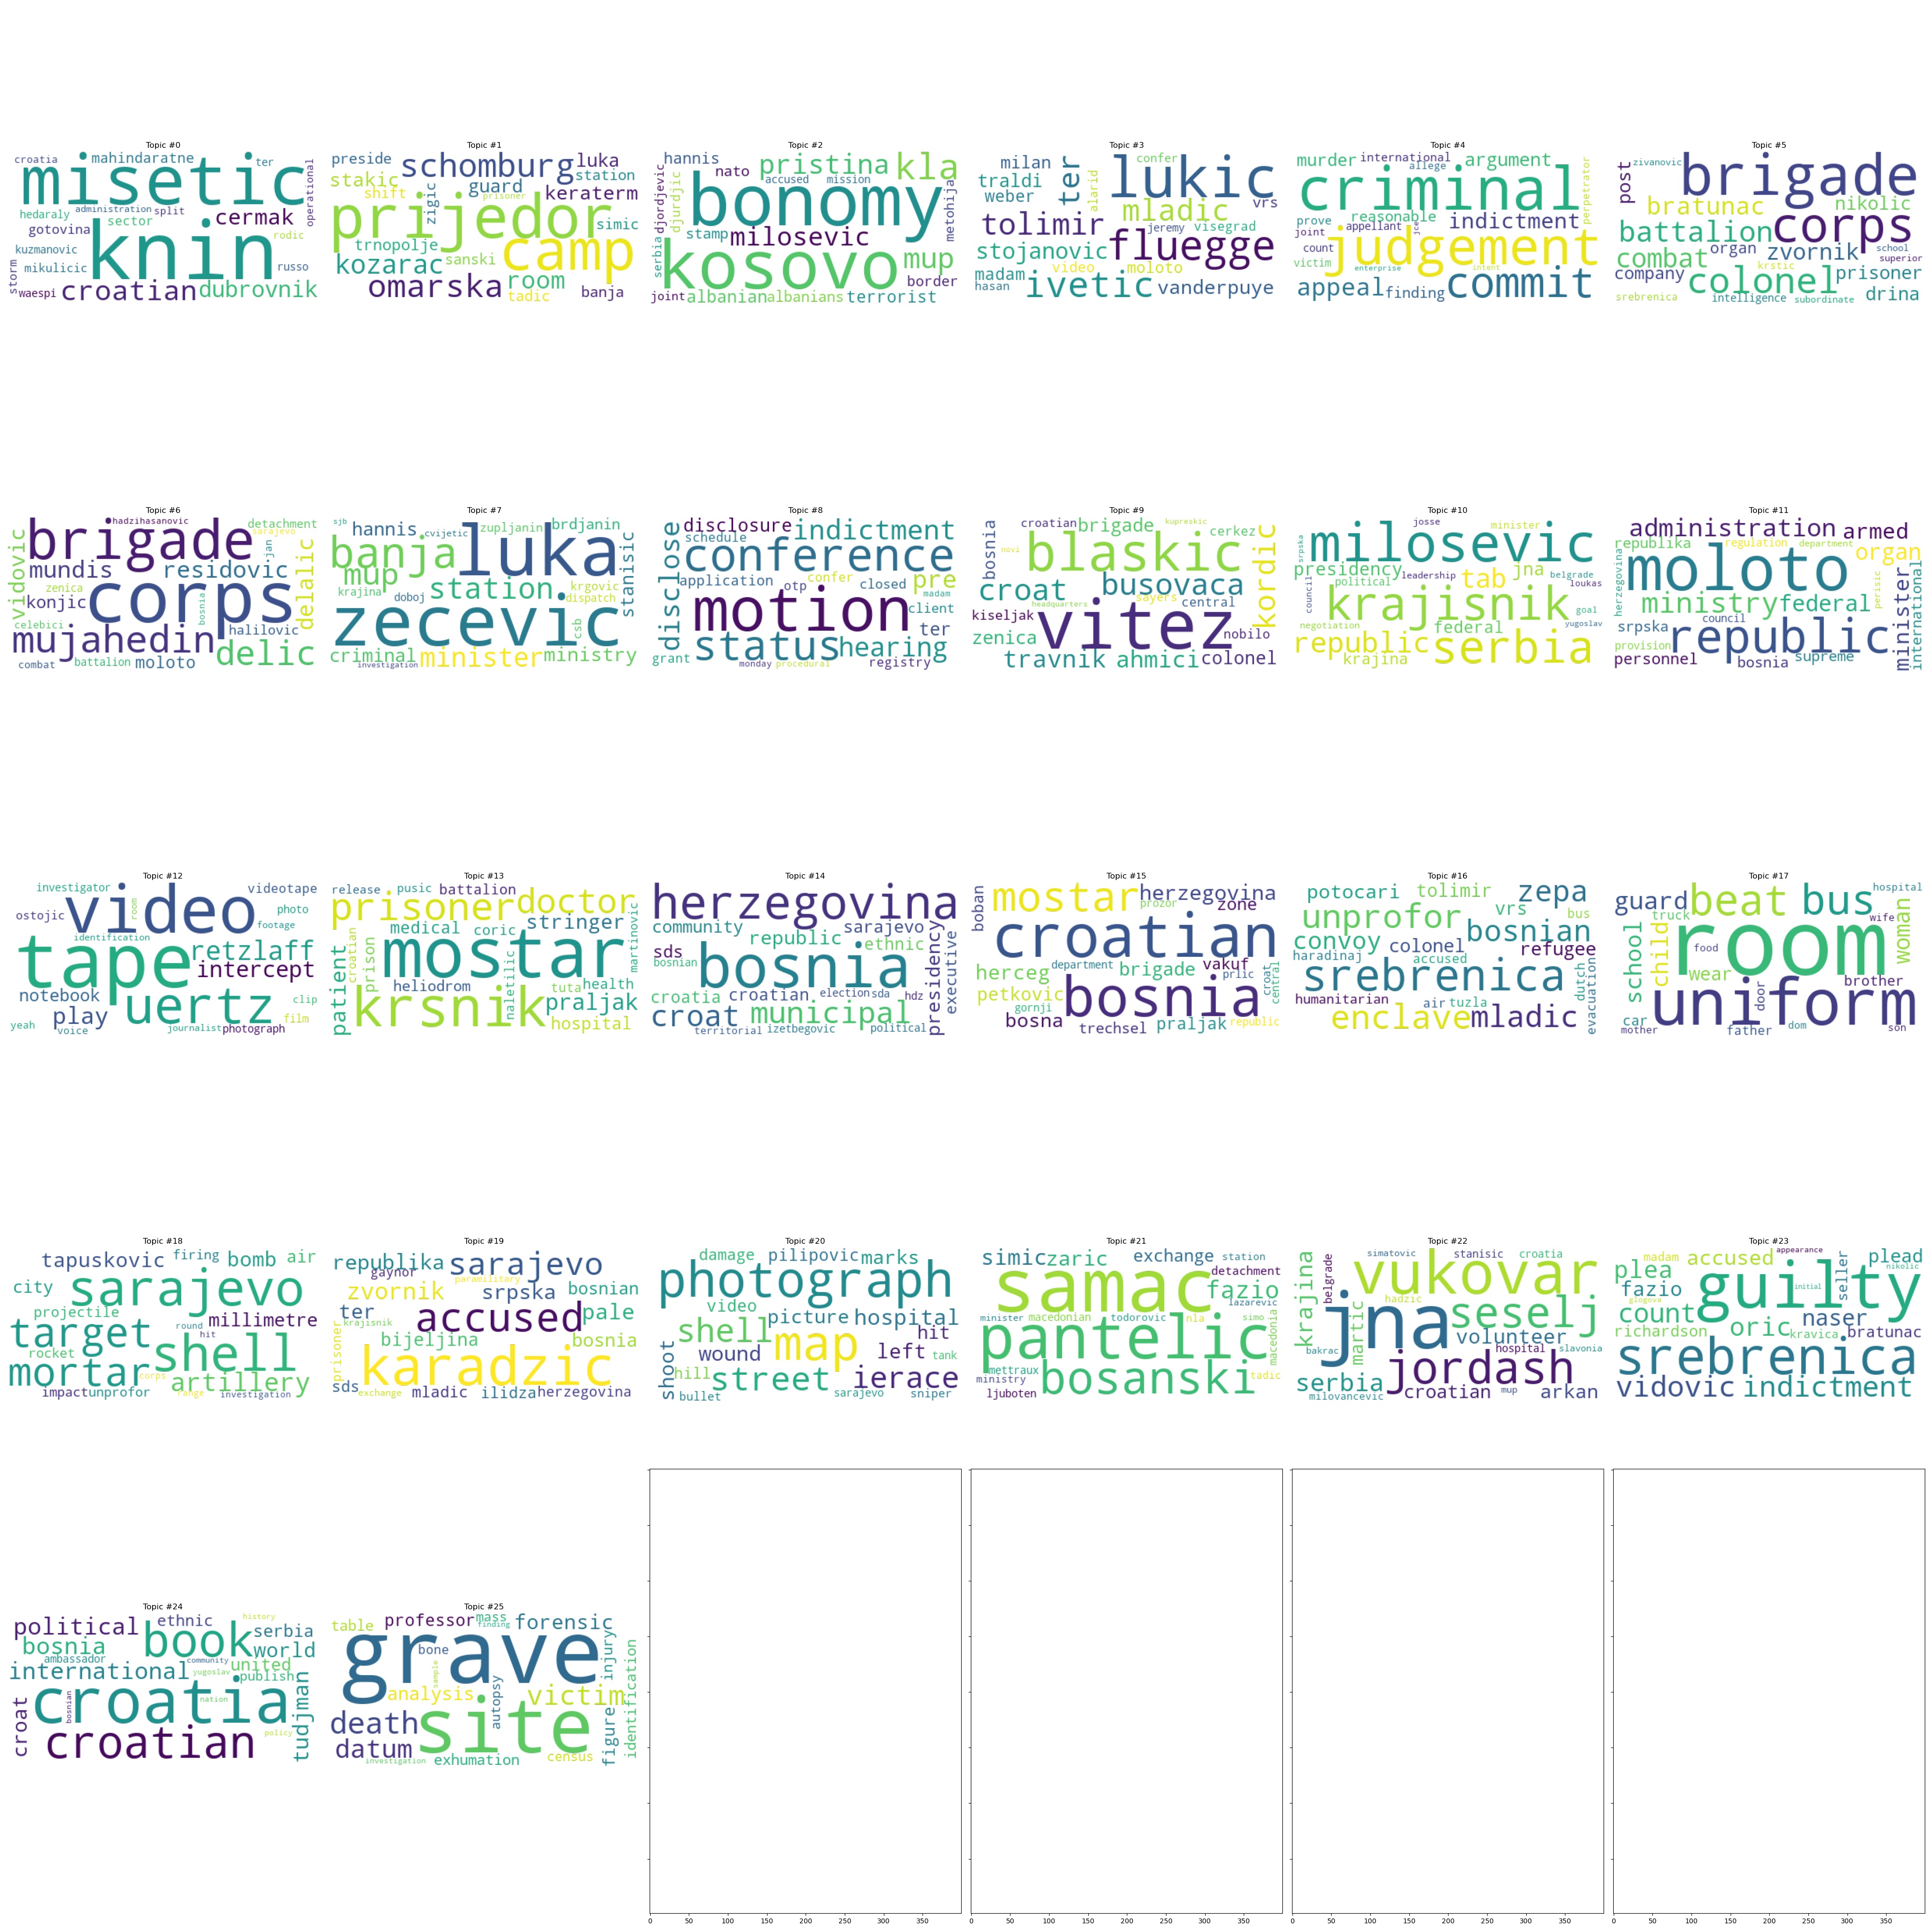 Topic #0
croatia mahindaratne ter
misetic operational
hedaraly administration split cermak
gotovina sector rodic
kuzmanovic knin
mikulicic russo
storm waespi croatian dubrovnik
Topic #1
preside schomburg luka
stakic guard station
shift zigic prisoner keraterm
prijedor simic
trnopolje sanski camp
kozarac room
omarska tadic banja
Topic #2
hannis nato pristina kla
djordjevic djurdjic accused mission
bonomy metohija
stamp milosevic
serbia kosovo mup
border
joint albanian albanians terrorist
Topic #3
milan ter confer lukic
traldi weber alarid vrs
tolimir mladic
jeremy visegrad
stojanovic fluegge
madam video moloto
hasan ivetic vanderpuye
Topic #4
murder international argument
allege perpetrator
criminal
prove reasonable indictment
joint appellant jce
count judgement
victim enterprise intent
appeal finding commit
Topic #5
post zivanovic brigade
bratunac nikolic
battalion corps
combat organ zvornik school superior
company krstic prisoner
colonel
srebrenica intelligence subordinate drina
Topic #6
hadzihasanovic detachment
vidovic brigade sarajevo
mundis residovic jan
zenica corps delalic
konjic bosnia
celebici halilovic
mujahedin delic
combat battalion moloto
Topic #7
sjb hannis cvijetic zupljanin brdjanin
banja luka stanisic
mup station krgovic
krajina doboj dispatch
zecevic csb
criminal minister ministry
investigation
Topic #8
disclosure indictment
schedule
disclose conference
application otp confer closed pre
madam
motion client
ter
status hearing
grant monday procedural registry
Topic #9
bosnia croatian brigade kupreskic
cerkez
novi blaskic kordic
croat busovaca
headquarters sayers central
kiseljak vitez nobilo
zenica
travnik ahmici colonel
Topic #10
josse minister
srpska milosevic
presidency leadership tab jna belgrade
council political loukas
krajisnik goal
negotiation federal yugoslav
republic serbia
krajina
Topic #11
administration armed
republika regulation department organ
herzegovina moloto international
ministry federal perisic
srpska council minister
provision republic
personnel bosnia supreme
Topic #12
investigator videotape
ostojic video room photo
footage
identification retzlaff
tape intercept
notebook uertz clip
play film
yeah voice journalist photograph
Topic #13
release pusic battalion
prisoner doctor
medical coric stringer
patient croatian prison mostar martinovic
heliodrom naletilic tuta health
krsnik praljak
hospital
Topic #14
herzegovina
community sarajevo
sds republic ethnic presidency executive
bosnian bosnia
croatia croatian election sda hdz
croat municipal
territorial izetbegovic political
Topic #15
boban mostar herzegovina
prozor zone
croatian
herceg department brigade vakuf croat central
petkovic prlic
gornji bosnia
bosna trechsel praljak republic
Topic #16
potocari tolimir zepa
unprofor vrs bus
convoy colonel bosnian
haradinaj accused refugee
srebrenica dutch
humanitarian air tuzla evacuation
enclave mladic
Topic #17
guard beat bus hospital
truck wife
school child room woman
food
wear brother
car door uniform
mother father dom son
Topic #18
tapuskovic firing bomb air
city sarajevo
projectile millimetre
target round hit
rocket shell
mortar corps artillery
impact unprofor range investigation
Topic #19
republika sarajevo
gaynor paramilitary
zvornik srpska bosnian
ter accused pale
prisoner krajisnik
bijeljina bosnia
karadzic
sds exchange mladic ilidza herzegovina
Topic #20
damage pilipovic marks
photograph
video picture hospital
shell map hit
shoot wound left tank
hill street ierace
bullet sarajevo sniper
Topic #21
simic zaric exchange station
detachment
samac fazio
lazarevic
minister macedonian todorovic nla simo
pantelic macedonia
mettraux
ministry bosanski tadic
ljuboten
Topic #22
simatovic stanisic croatia
krajina belgrade vukovar
hadzic
martic jna seselj
volunteer
bakrac hospital slavonia
serbia jordash
milovancevic croatian mup arkan
Topic #23
madam accused appearance plead
plea seller nikolic
fazio guilty
glogova initial
count oric naser
richardson kravica bratunac
srebrenica
vidovic indictment
Topic #24
political ethnic history
bosnia book serbia
ambassador community world
international yugoslav united
publish
croat bosnian croatia nation tudjman
policy
croatian
Topic #25
table professor mass finding forensic
grave
bone sample injury identification
analysis autopsy victim
death site
datum figure
investigation exhumation census
0 50 100 150 200 250 300 350
0 50 100 150 200 250 300 350
0 50 100 150 200 250 300 350
0 50 100 150 200 250 300 350